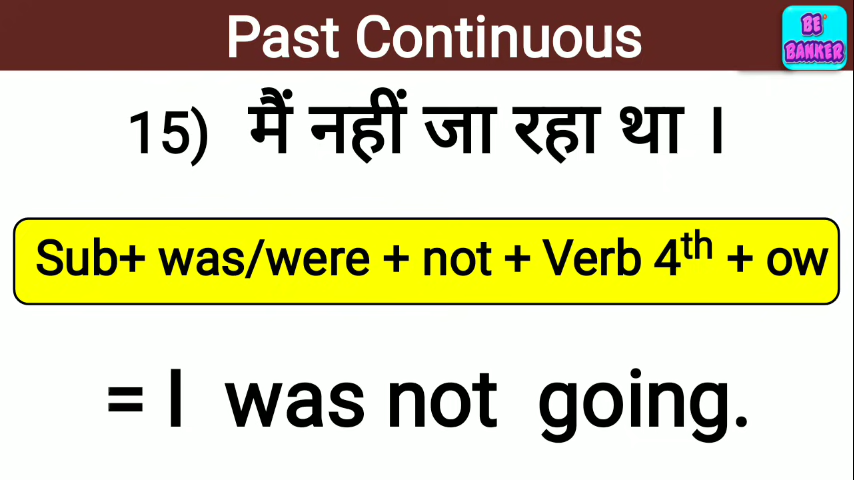 Past Continuous
BE
BANKER
15) मैं नहीं जा रहा था ।
Sub+ was/were + not + Verb 4th + ow
= I was not going.